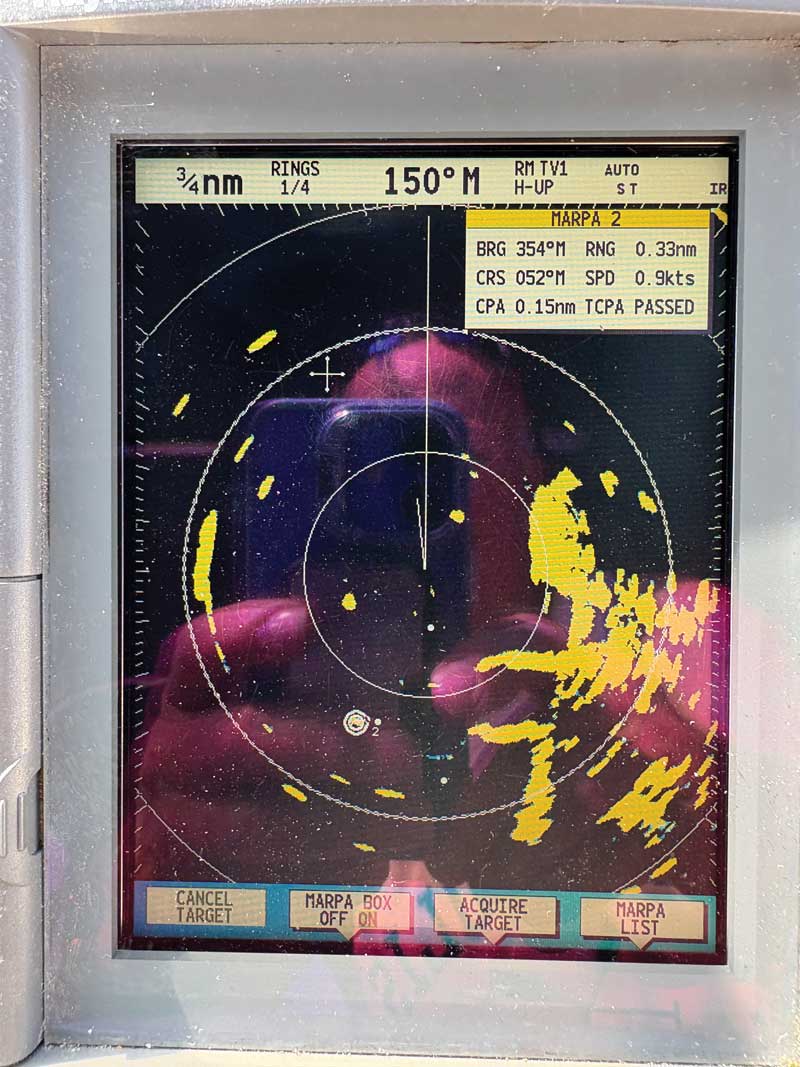 ¾nm RINGS 150°M RM TV1 AUTO
1/4 H-UP ST IR
MARPA 2
BRG 354°M RNG 0.33nm
CRS 052°M SPD 0.9kts
CPA 0.15nm TCPA PASSED
2
CANCEL TARGET
MARPA BOX OFF ON
ACQUIRE TARGET
MARPA LIST